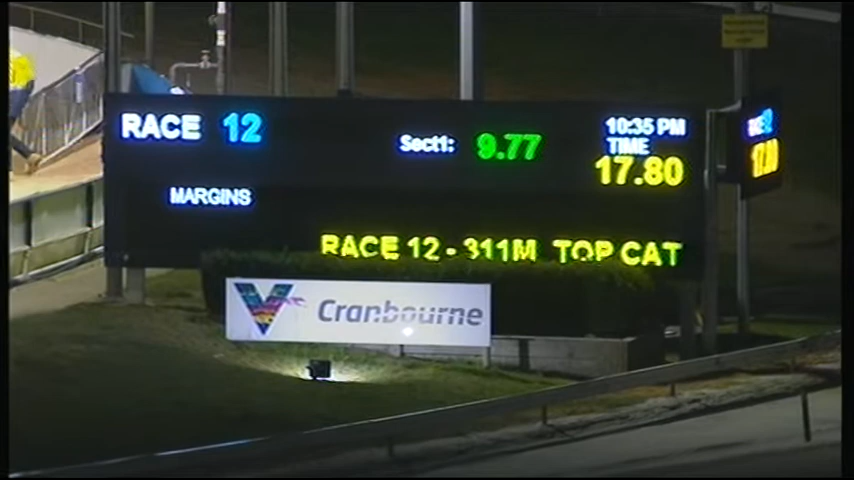 RACE 12
Sect1: 9.77
10:35 PM
TIME
17.80
MARGINS
RACE 12 - 311M TOP CAT
Cranbourne